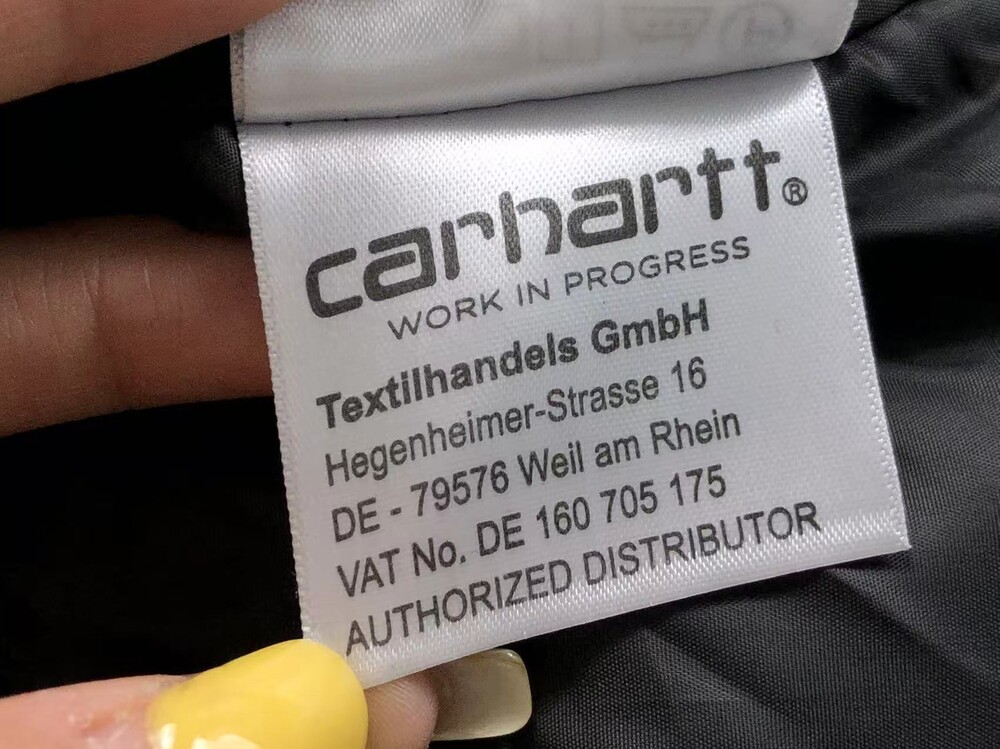 carhartt®
WORK IN PROGRESS
Textilhandels GmbH
Hegenheimer-Strasse 16
DE - 79576 Weil am Rhein
VAT No. DE 160 705 175
AUTHORIZED DISTRIBUTOR